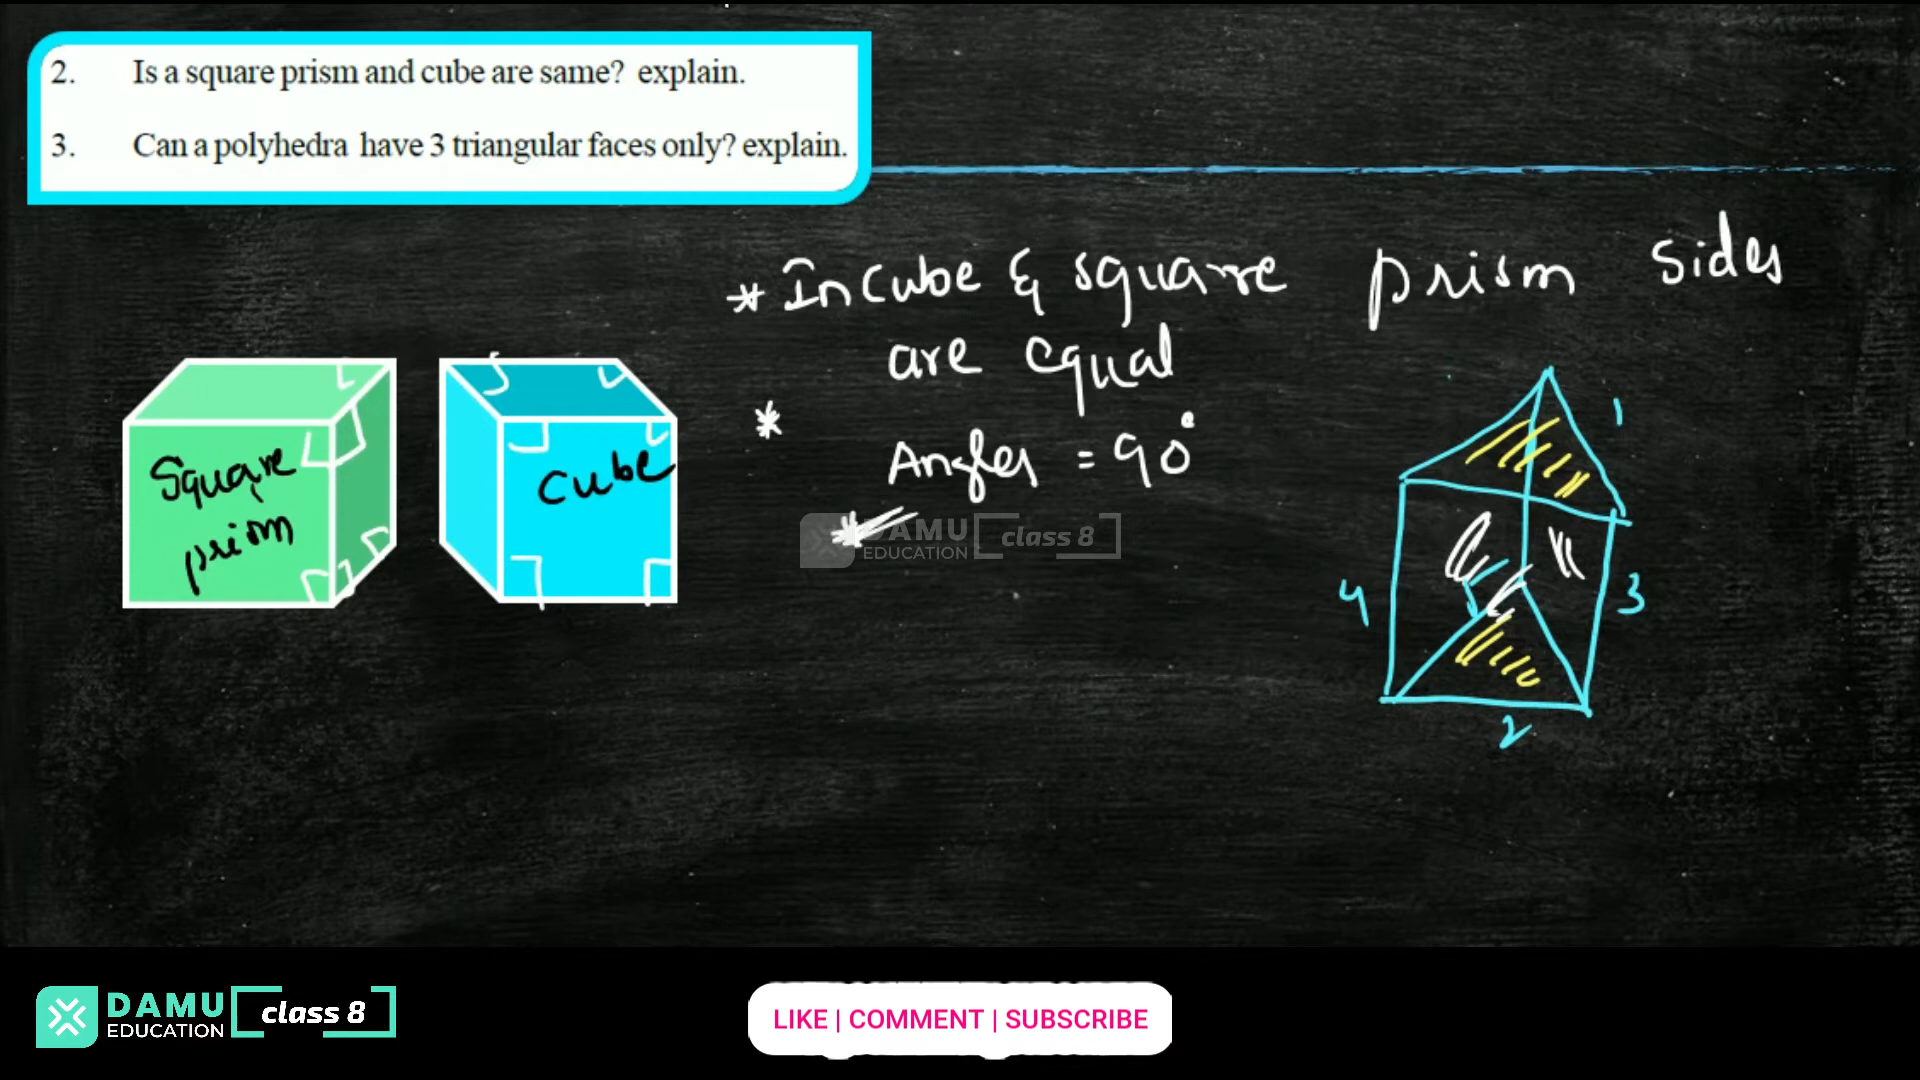 2. Is a square prism and cube are same? explain.
3. Can a polyhedra have 3 triangular faces only? explain.
* In cube & square prism sides
are equal
* Angles = 90°
*
Square
prism
cube
1
4
3
2
DAMU
EDUCATION
class 8
DAMU
EDUCATION
class 8
LIKE | COMMENT | SUBSCRIBE